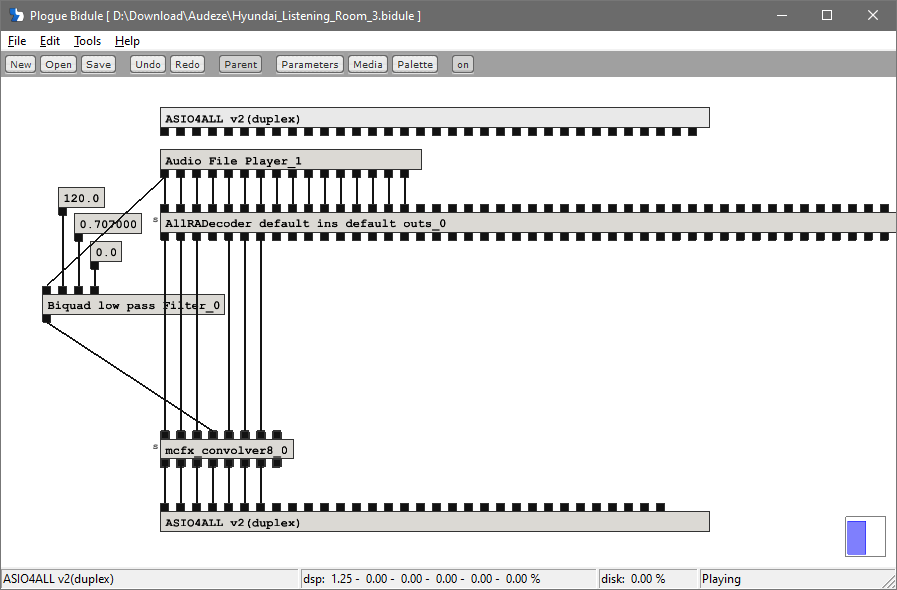 Plogue Bidule [ D:\Download\Audeze\Hyundai_Listening_Room_3.bidule ]
File Edit Tools Help
New Open Save Undo Redo Parent Parameters Media Palette on
ASIO4ALL v2(duplex)
Audio File Player_1
120.0
s AllRADecoder default ins default outs_0
0.707000
0.0
Biquad low pass Filter_0
s mcfx_convolver8_0
ASIO4ALL v2(duplex)
ASIO4ALL v2(duplex) dsp: 1.25 - 0.00 - 0.00 - 0.00 - 0.00 - 0.00 % disk: 0.00 % Playing